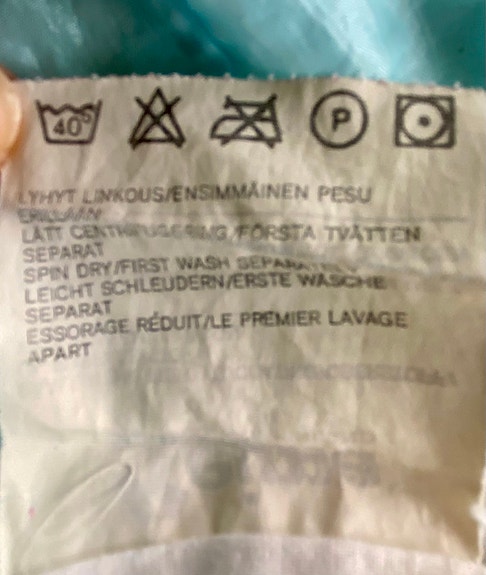 40°
P
LYHYT LINKOUS/ENSIMMÄINEN PESU
ERIKSEEN
LÄTT CENTRIFUGERING/FÖRSTA TVÄTTEN
SEPARAT
SPIN DRY/FIRST WASH SEPARATELY
LEICHT SCHLEUDERN/ERSTE WÄSCHE
SEPARAT
ESSORAGE RÉDUIT/LE PREMIER LAVAGE
APART